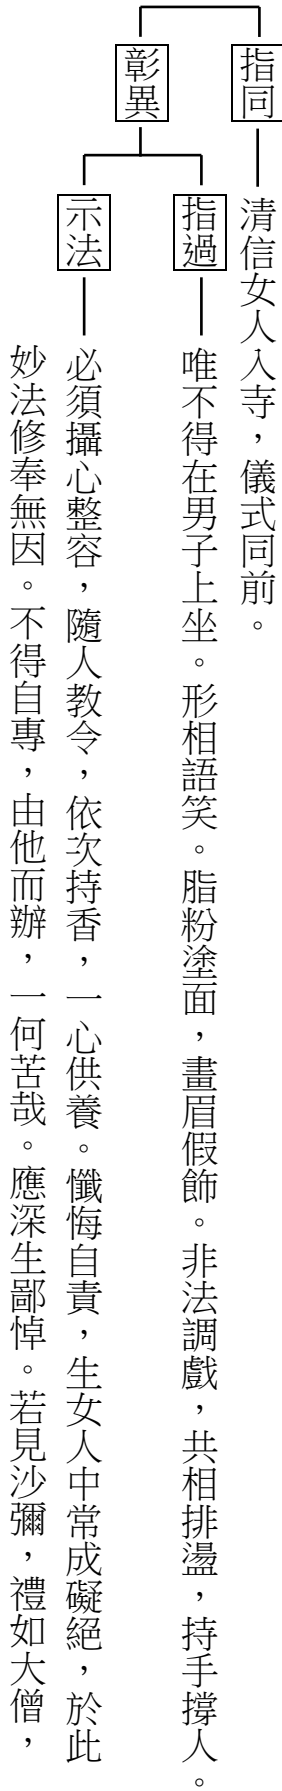 指同
清信女人入寺，儀式同前。
彰異
指過
唯不得在男子上坐。形相語笑。脂粉塗面，畫眉假飾。非法調戲，共相排盪，持手撐人。
示法
必須攝心整容，隨人教令，依次持香，一心供養。懺悔自責，生女人中常成礙絕，於此
妙法修奉無因。不得自專，由他而辦，一何苦哉。應深生鄙悼。若見沙彌，禮如大僧，